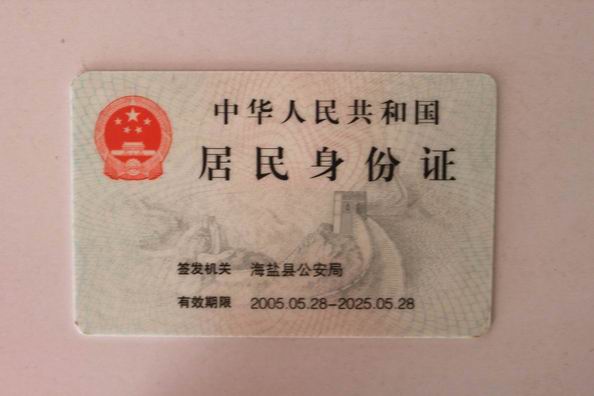 中华人民共和国
居民身份证
签发机关 海盐县公安局
有效期限 2005.05.28-2025.05.28